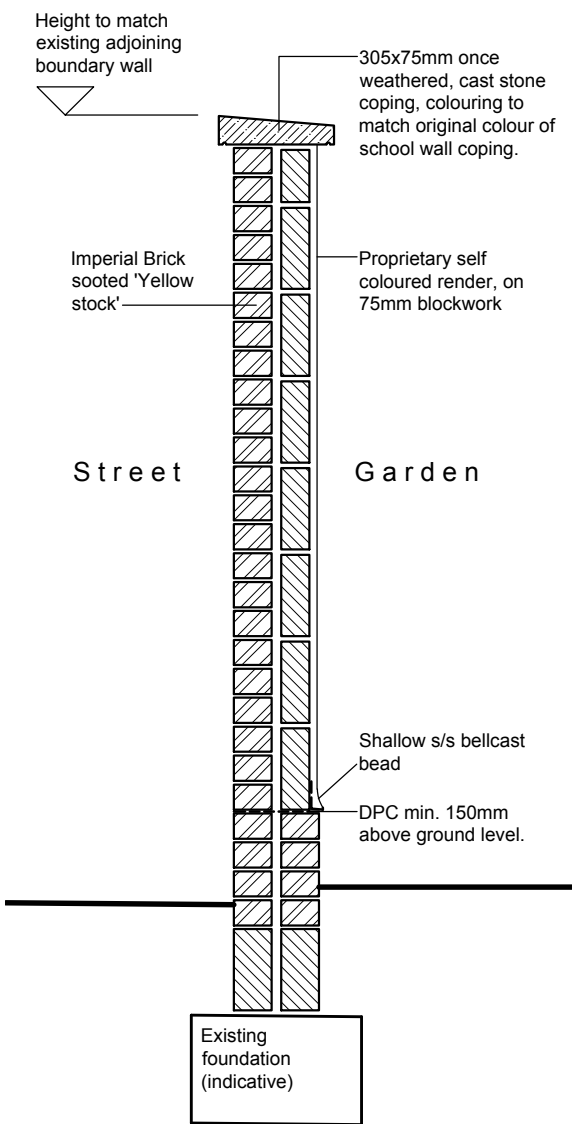 Height to match
existing adjoining
boundary wall
305x75mm once
weathered, cast stone
coping, colouring to
match original colour of
school wall coping.
Imperial Brick
sooted 'Yellow
stock'
Proprietary self
coloured render, on
75mm blockwork
Street
Garden
Shallow s/s bellcast
bead
DPC min. 150mm
above ground level.
Existing
foundation
(indicative)